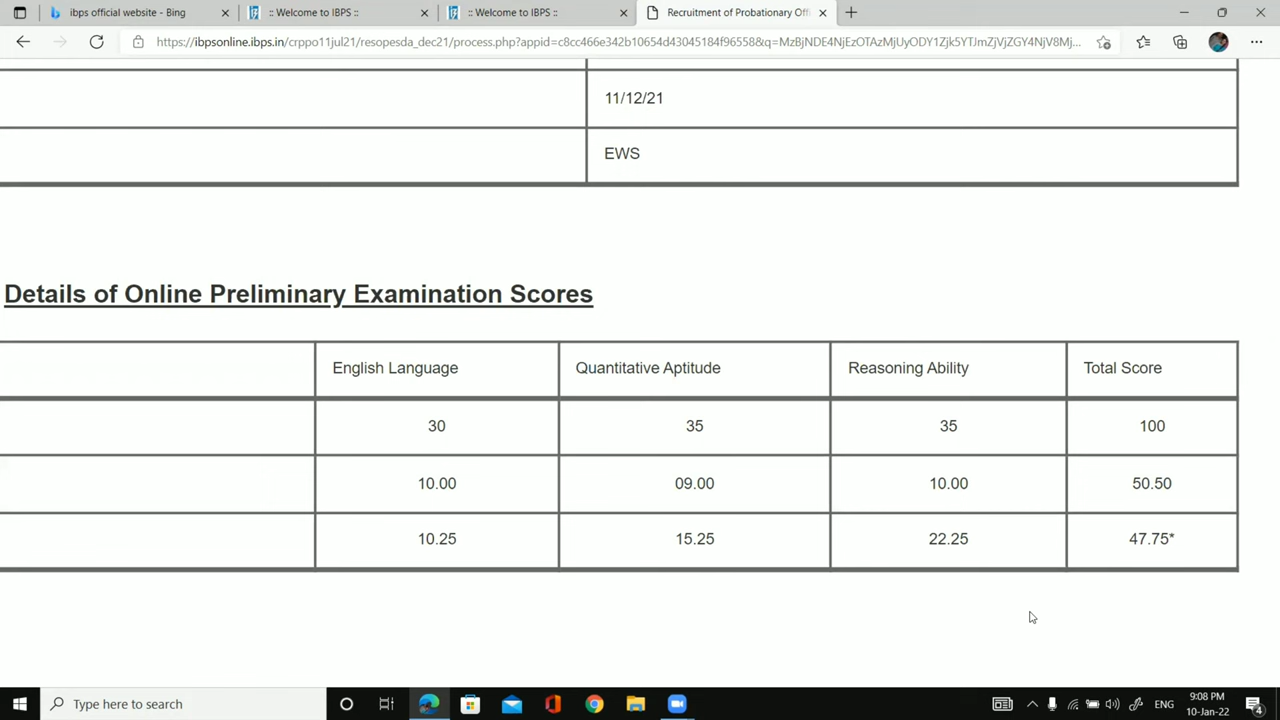 ibps official website - Bing
:: Welcome to IBPS ::
:: Welcome to IBPS ::
Recruitment of Probationary Off
https://ibpsonline.ibps.in/crppo11jul21/resopesda_dec21/process.php?appid=c8cc466e342b10654d43045184f96558&q=MzBjNDE4NjEzOTAzMjUyODY1Zjk5YTJmZjVjZGY4NjV8Mj...
11/12/21
EWS
Details of Online Preliminary Examination Scores
English Language Quantitative Aptitude Reasoning Ability Total Score
30 35 35 100
10.00 09.00 10.00 50.50
10.25 15.25 22.25 47.75*
Type here to search
ENG
9:08 PM
10-Jan-22
4